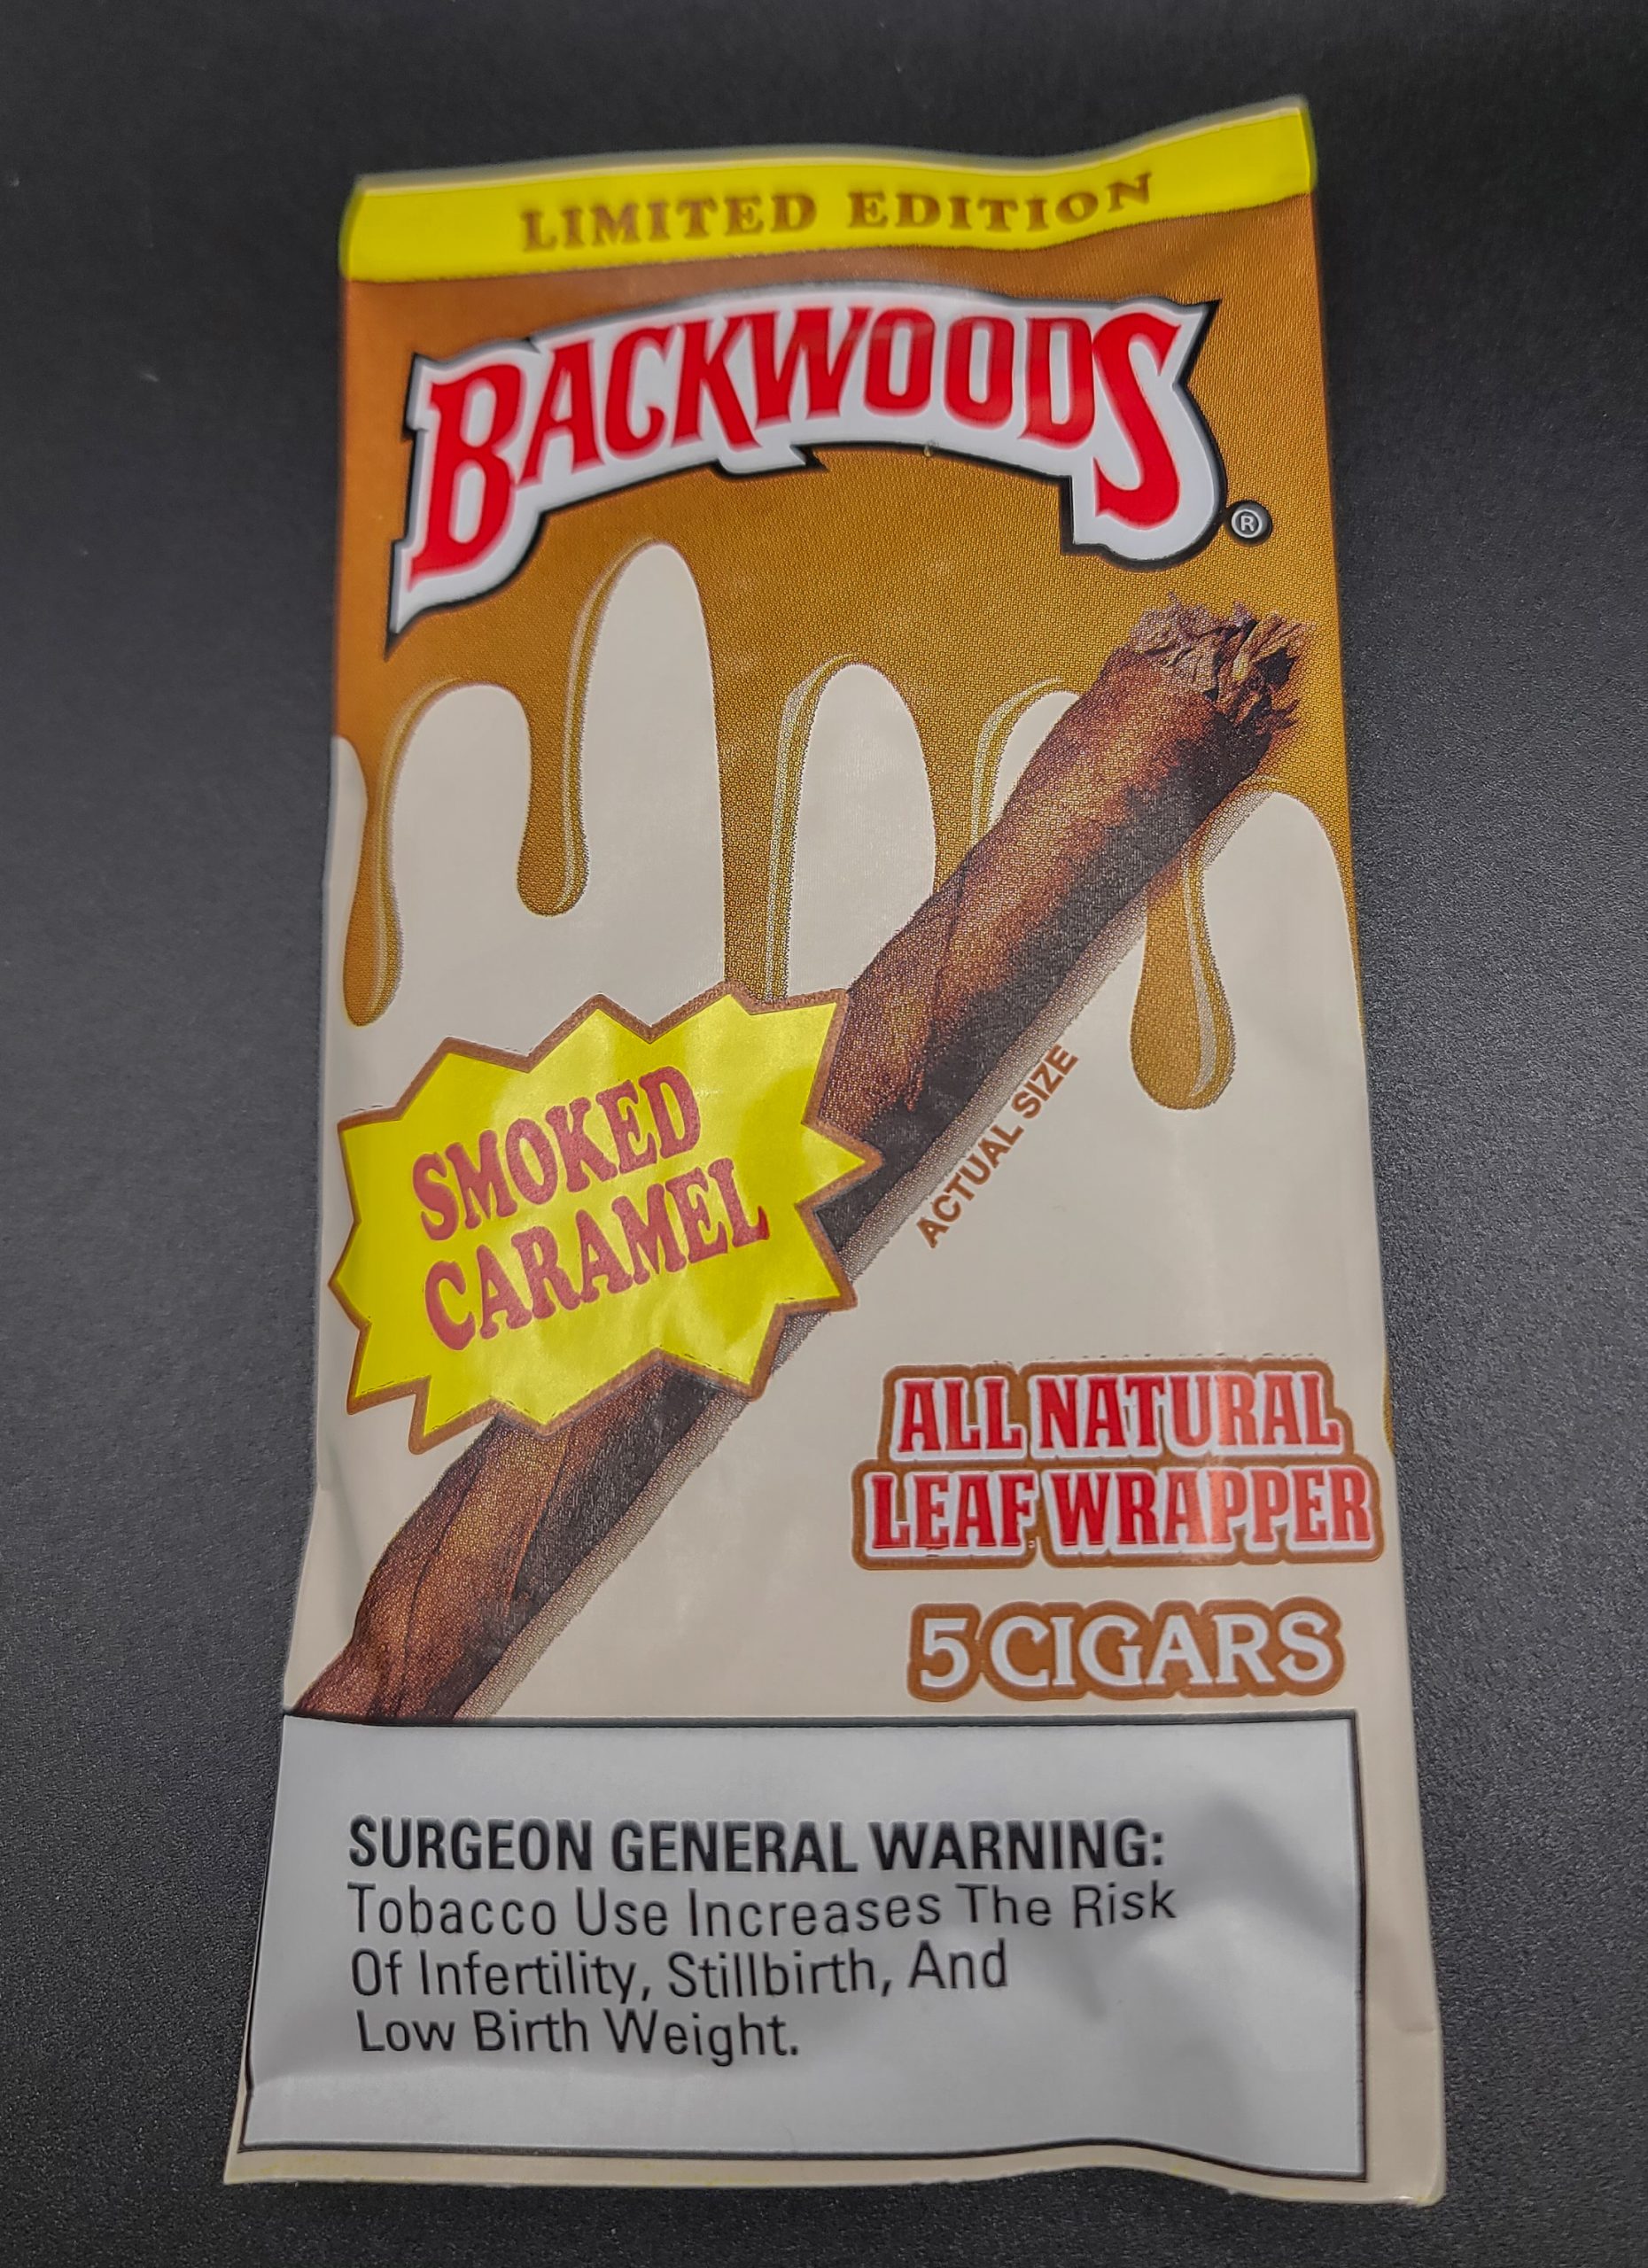 LIMITED EDITION
BACKWOODS
®
SMOKED
CARAMEL
ACTUAL SIZE
ALL NATURAL
LEAF WRAPPER
5 CIGARS
SURGEON GENERAL WARNING:
Tobacco Use Increases The Risk
Of Infertility, Stillbirth, And
Low Birth Weight.